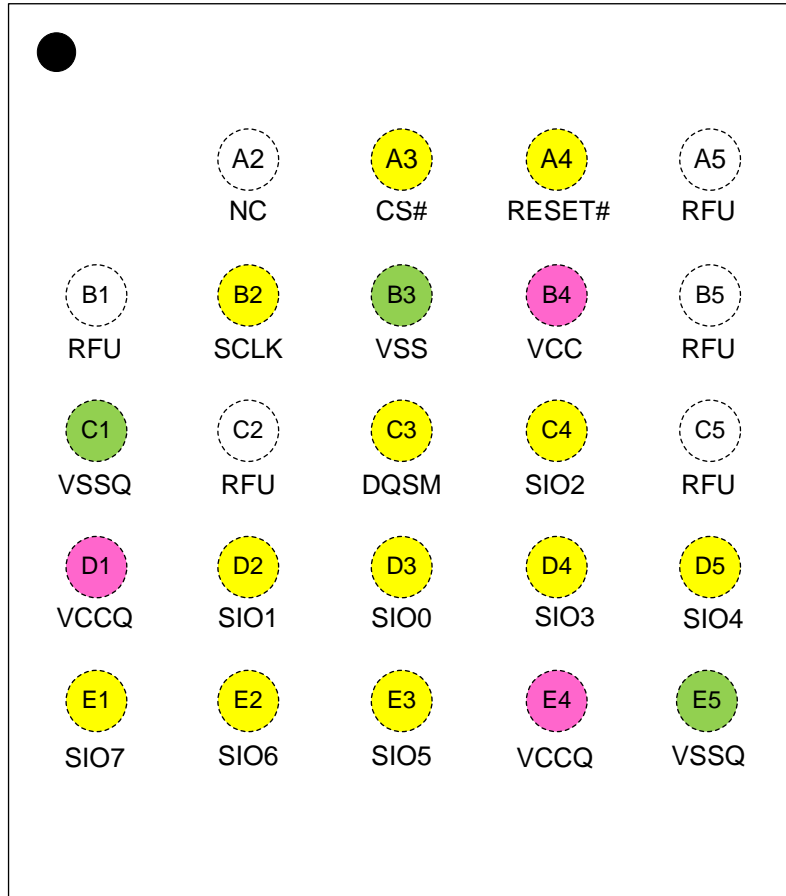 A2 A3 A4 A5
NC CS# RESET# RFU
B1 B2 B3 B4 B5
RFU SCLK VSS VCC RFU
C1 C2 C3 C4 C5
VSSQ RFU DQSM SIO2 RFU
D1 D2 D3 D4 D5
VCCQ SIO1 SIO0 SIO3 SIO4
E1 E2 E3 E4 E5
SIO7 SIO6 SIO5 VCCQ VSSQ